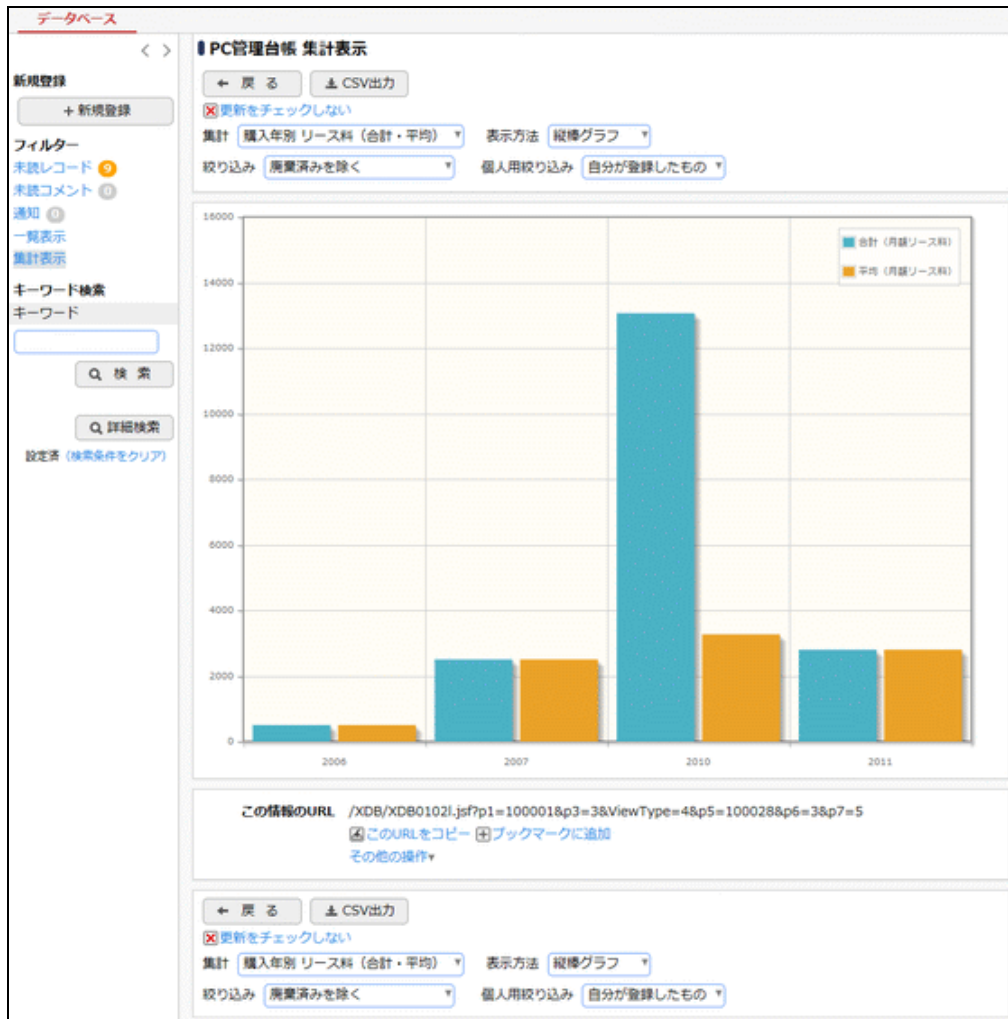 データベース
新規登録
+ 新規登録
フィルター
未読レコード 9
未読コメント 0
通知 0
一覧表示
集計表示
キーワード検索
キーワード
検 索
詳細検索
設定済 (検索条件をクリア)
PC管理台帳 集計表示
戻 る CSV出力
更新をチェックしない
集計 購入年別 リース料（合計・平均） 表示方法 縦棒グラフ
絞り込み 廃棄済みを除く 個人用絞り込み 自分が登録したもの
16000
14000
12000
10000
8000
6000
4000
2000
0
合計（月額リース料）
平均（月額リース料）
2006 2007 2010 2011
この情報のURL /XDB/XDB0102l.jsf?p1=100001&p3=3&ViewType=4&p5=100028&p6=3&p7=5
このURLをコピー ブックマークに追加
その他の操作▾
戻 る CSV出力
更新をチェックしない
集計 購入年別 リース料（合計・平均） 表示方法 縦棒グラフ
絞り込み 廃棄済みを除く 個人用絞り込み 自分が登録したもの